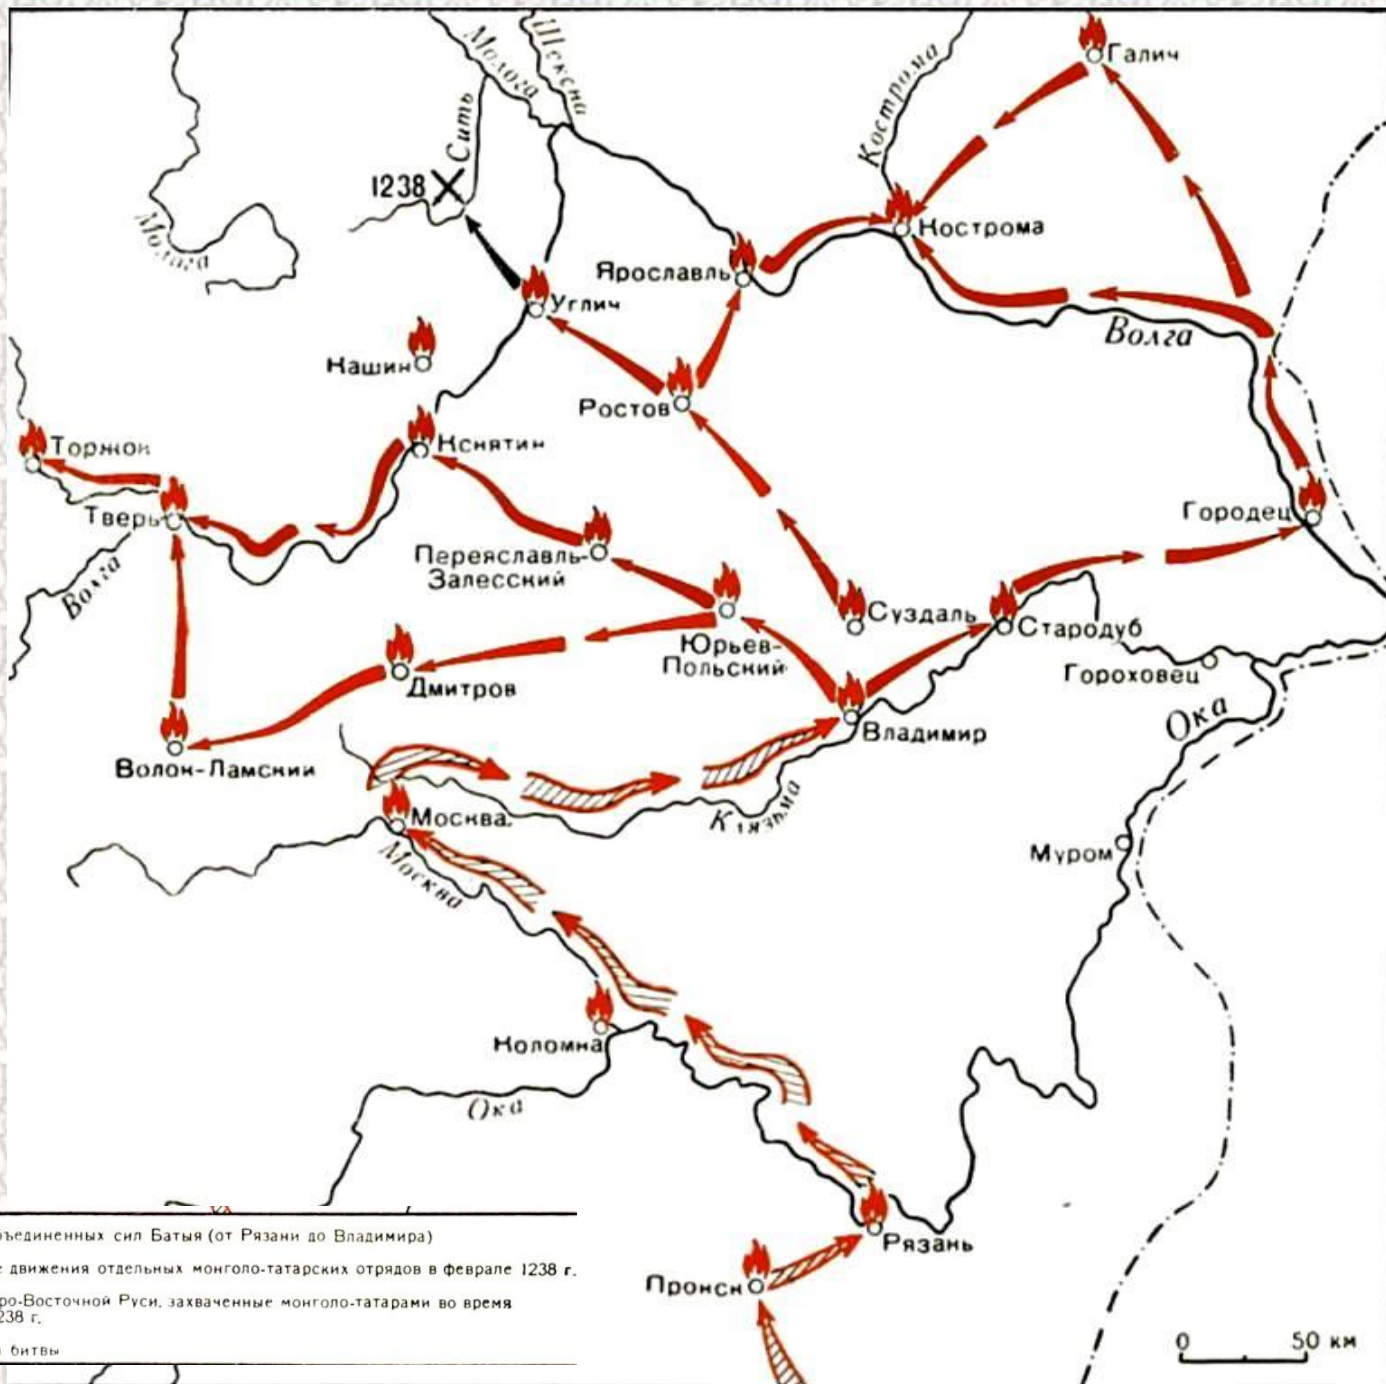 Молога
Шексна
Сить
Кострома
Галич
1238
Молога
Кострома
Ярославль
Углич
Волга
Кашин
Ростов
Торжок
Кснятин
Городец
Тверь
Переяславль-
Залесский
Волга
Суздаль
Стародуб
Юрьев-
Польский
Гороховец
Дмитров
Ока
Владимир
Волок-Ламский
Клязьма
Москва
Муром
Москва
Коломна
Ока
Рязань
Пронск
ъединенных сил Батыя (от Рязани до Владимира)
движения отдельных монголо-татарских отрядов в феврале 1238 г.
ро-Восточной Руси, захваченные монголо-татарами во время
238 г.
битвы
0 50 км